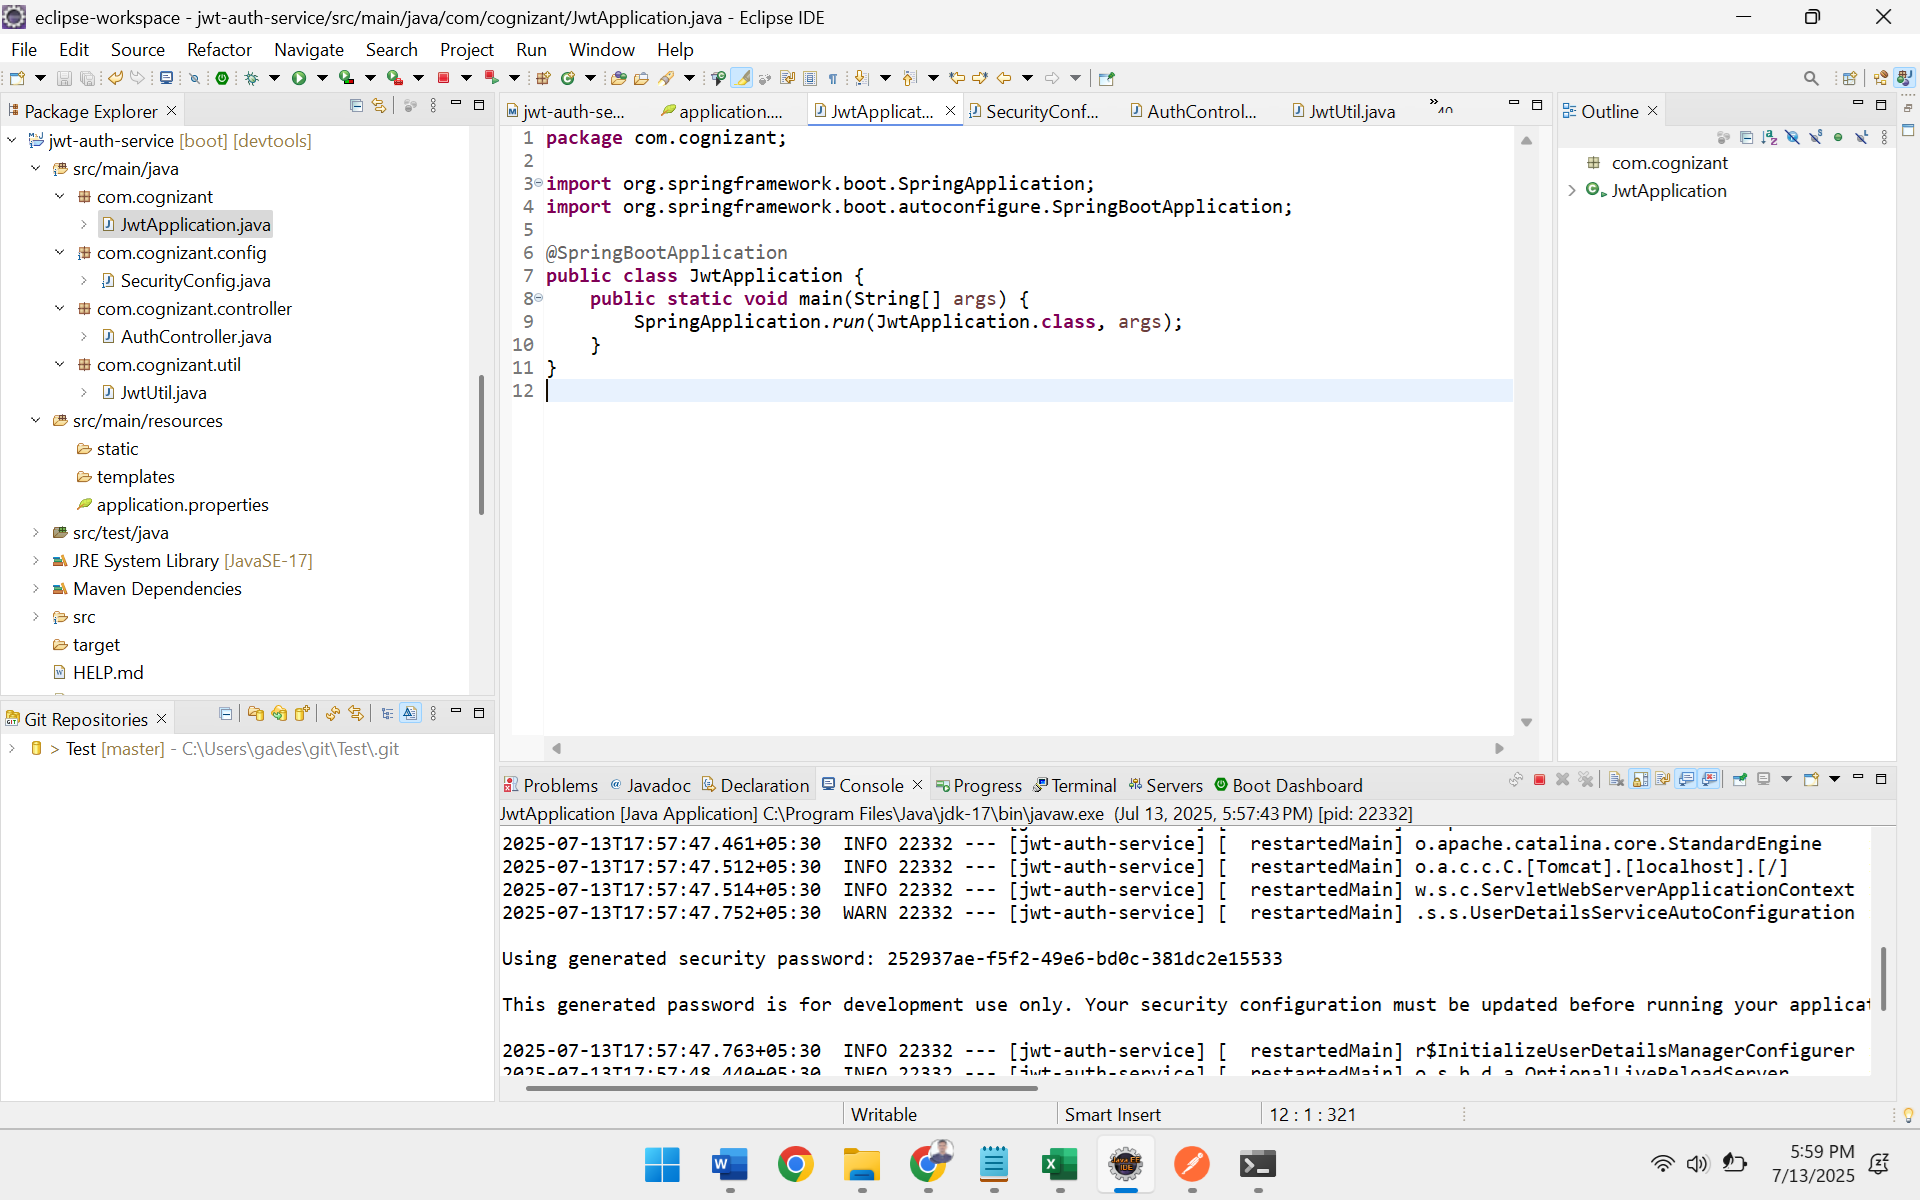 eclipse-workspace - jwt-auth-service/src/main/java/com/cognizant/JwtApplication.java - Eclipse IDE
File Edit Source Refactor Navigate Search Project Run Window Help
Package Explorer
jwt-auth-service [boot] [devtools]
src/main/java
com.cognizant
JwtApplication.java
com.cognizant.config
SecurityConfig.java
com.cognizant.controller
AuthController.java
com.cognizant.util
JwtUtil.java
src/main/resources
static
templates
application.properties
src/test/java
JRE System Library [JavaSE-17]
Maven Dependencies
src
target
HELP.md
Git Repositories
> Test [master] - C:\Users\gades\git\Test\.git
jwt-auth-se... application.... JwtApplicat... SecurityConf... AuthControl... JwtUtil.java »40
1 package com.cognizant;
2
3 import org.springframework.boot.SpringApplication;
4 import org.springframework.boot.autoconfigure.SpringBootApplication;
5
6 @SpringBootApplication
7 public class JwtApplication {
8 public static void main(String[] args) {
9 SpringApplication.run(JwtApplication.class, args);
10 }
11 }
12
Outline
com.cognizant
JwtApplication
Problems Javadoc Declaration Console Progress Terminal Servers Boot Dashboard
JwtApplication [Java Application] C:\Program Files\Java\jdk-17\bin\javaw.exe (Jul 13, 2025, 5:57:43 PM) [pid: 22332]
2025-07-13T17:57:47.461+05:30 INFO 22332 --- [jwt-auth-service] [ restartedMain] o.apache.catalina.core.StandardEngine
2025-07-13T17:57:47.512+05:30 INFO 22332 --- [jwt-auth-service] [ restartedMain] o.a.c.c.C.[Tomcat].[localhost].[/]
2025-07-13T17:57:47.514+05:30 INFO 22332 --- [jwt-auth-service] [ restartedMain] w.s.c.ServletWebServerApplicationContext
2025-07-13T17:57:47.752+05:30 WARN 22332 --- [jwt-auth-service] [ restartedMain] .s.s.UserDetailsServiceAutoConfiguration
Using generated security password: 252937ae-f5f2-49e6-bd0c-381dc2e15533
This generated password is for development use only. Your security configuration must be updated before running your applicat
2025-07-13T17:57:47.763+05:30 INFO 22332 --- [jwt-auth-service] [ restartedMain] r$InitializeUserDetailsManagerConfigurer
2025-07-13T17:57:48.440+05:30 INFO 22332 --- [jwt-auth-service] [ restartedMain] o.s.b.d.a.OptionalLiveReloadServer
Writable Smart Insert 12 : 1 : 321
5:59 PM
7/13/2025